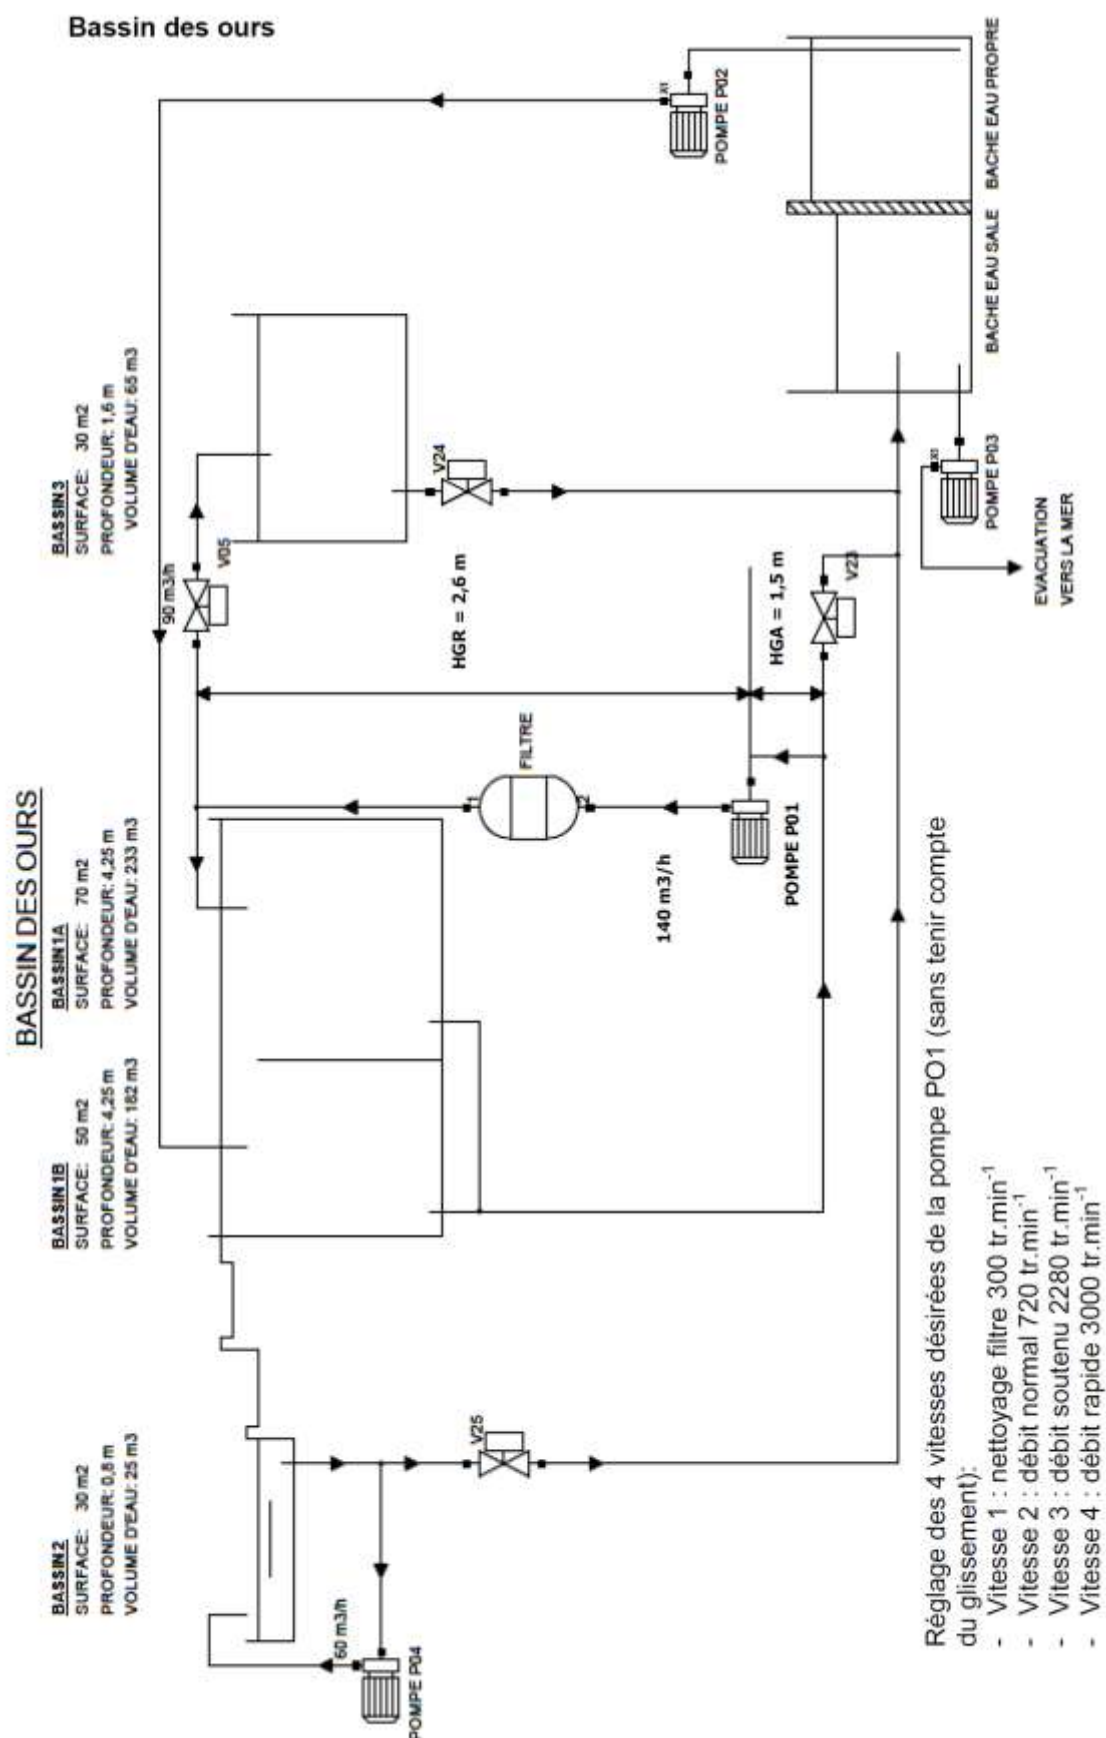 Bassin des ours
BASSIN DES OURS
BASSIN2
SURFACE: 30 m2
PROFONDEUR: 0,8 m
VOLUME D'EAU: 25 m3
BASSIN1B
SURFACE: 50 m2
PROFONDEUR: 4,25 m
VOLUME D'EAU: 182 m3
BASSIN1A
SURFACE: 70 m2
PROFONDEUR: 4,25 m
VOLUME D'EAU: 233 m3
BASSIN3
SURFACE: 30 m2
PROFONDEUR: 1,6 m
VOLUME D'EAU: 65 m3
90 m3/h
V05
60 m3/h
POMPE P04
V25
140 m3/h
FILTRE
1
2
POMPE P01
HGR = 2,6 m
HGA = 1,5 m
V24
V23
X1
POMPE P02
X1
POMPE P03
EVACUATION
VERS LA MER
BACHE EAU SALE
BACHE EAU PROPRE
Réglage des 4 vitesses désirées de la pompe PO1 (sans tenir compte
du glissement):
- Vitesse 1 : nettoyage filtre 300 tr.min-1
- Vitesse 2 : débit normal 720 tr.min-1
- Vitesse 3 : débit soutenu 2280 tr.min-1
- Vitesse 4 : débit rapide 3000 tr.min-1